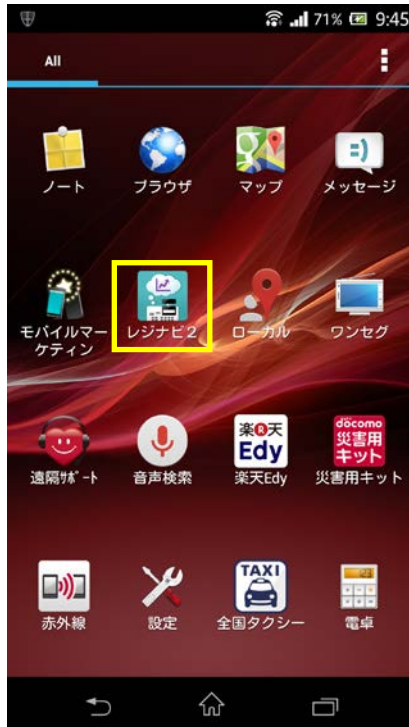 71% 9:45
All
ノート ブラウザ マップ メッセージ
モバイルマー
ケティン レジナビ2 ローカル ワンセグ
楽R天
Edy
docomo
災害用
キット
遠隔ｻﾎﾟｰﾄ 音声検索 楽天Edy 災害用キット
TAXI
赤外線 設定 全国タクシー 電卓